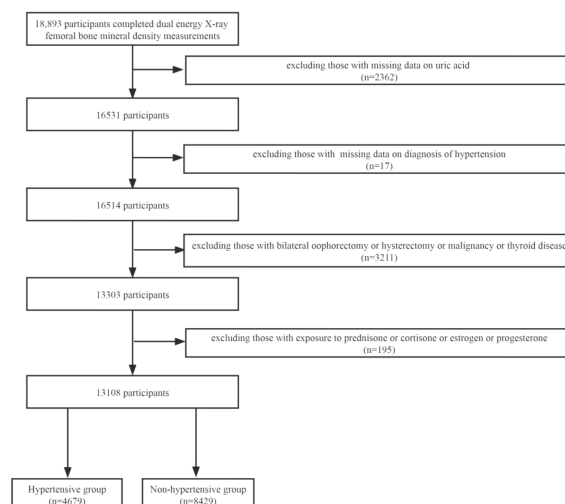 18,893 participants completed dual energy X-ray
femoral bone mineral density measurements
excluding those with missing data on uric acid
(n=2362)
16531 participants
excluding those with missing data on diagnosis of hypertension
(n=17)
16514 participants
excluding those with bilateral oophorectomy or hysterectomy or malignancy or thyroid disease
(n=3211)
13303 participants
excluding those with exposure to prednisone or cortisone or estrogen or progesterone
(n=195)
13108 participants
Hypertensive group
(n=4679)
Non-hypertensive group
(n=8429)